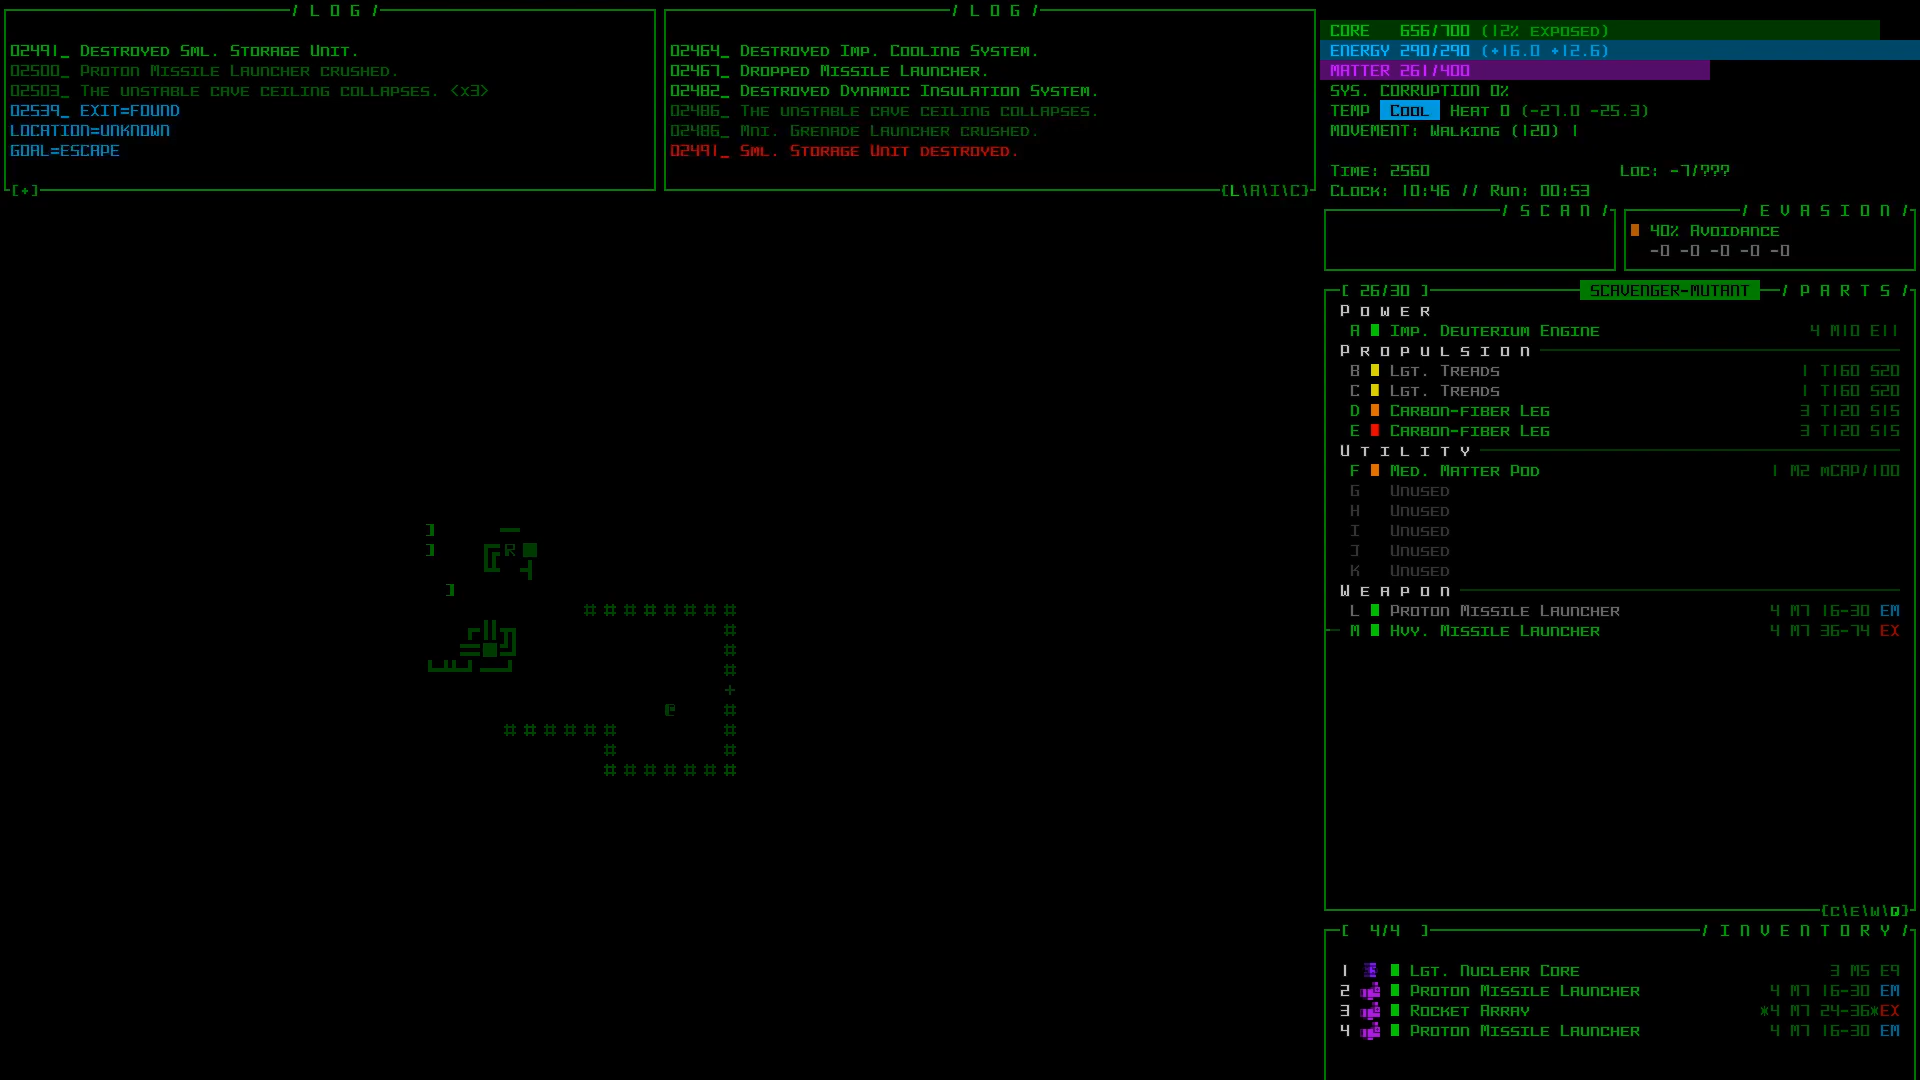 / L O G /
02491_ Destroyed Sml. Storage Unit.
02500_ Proton Missile Launcher crushed.
02503_ The unstable cave ceiling collapses. <x3>
02539_ EXIT=FOUND
LOCATION=UNKNOWN
GOAL=ESCAPE
[+]
/ L O G /
02464_ Destroyed Imp. Cooling System.
02467_ Dropped Missile Launcher.
02482_ Destroyed Dynamic Insulation System.
02486_ The unstable cave ceiling collapses.
02486_ Mni. Grenade Launcher crushed.
02491_ Sml. Storage Unit destroyed.
{L\A\I\C}
CORE 656/700 (12% exposed)
ENERGY 290/290 (+16.0 +12.6)
MATTER 261/400
SYS. CORRUPTION 0%
TEMP Cool Heat 0 (-27.0 -25.3)
MOVEMENT: Walking (120) 1
Time: 2560 Loc: -7/???
Clock: 10:46 // Run: 00:53
/ S C A N /
/ E V A S I O N /
40% Avoidance
-0 -0 -0 -0 -0
[ 26/30 ] SCAVENGER-MUTANT / P A R T S /
P o w e r
A Imp. Deuterium Engine 4 M10 E11
P r o p u l s i o n
B Lgt. Treads 1 T160 S20
C Lgt. Treads 1 T160 S20
D Carbon-fiber Leg 3 T120 S15
E Carbon-fiber Leg 3 T120 S15
U t i l i t y
F Med. Matter Pod 1 M2 mCAP/100
G Unused
H Unused
I Unused
J Unused
K Unused
W e a p o n
L Proton Missile Launcher 4 M7 16-30 EM
M Hvy. Missile Launcher 4 M7 36-74 EX
{C\E\W\Q}
[ 4/4 ] / I N V E N T O R Y /
1 Lgt. Nuclear Core 3 M5 E9
2 Proton Missile Launcher 4 M7 16-30 EM
3 Rocket Array *4 M7 24-36*EX
4 Proton Missile Launcher 4 M7 16-30 EM
]
] R
]
# # # # # # # #
#
#
#
+
@ #
# # # # # # #
# #
# # # # # # #